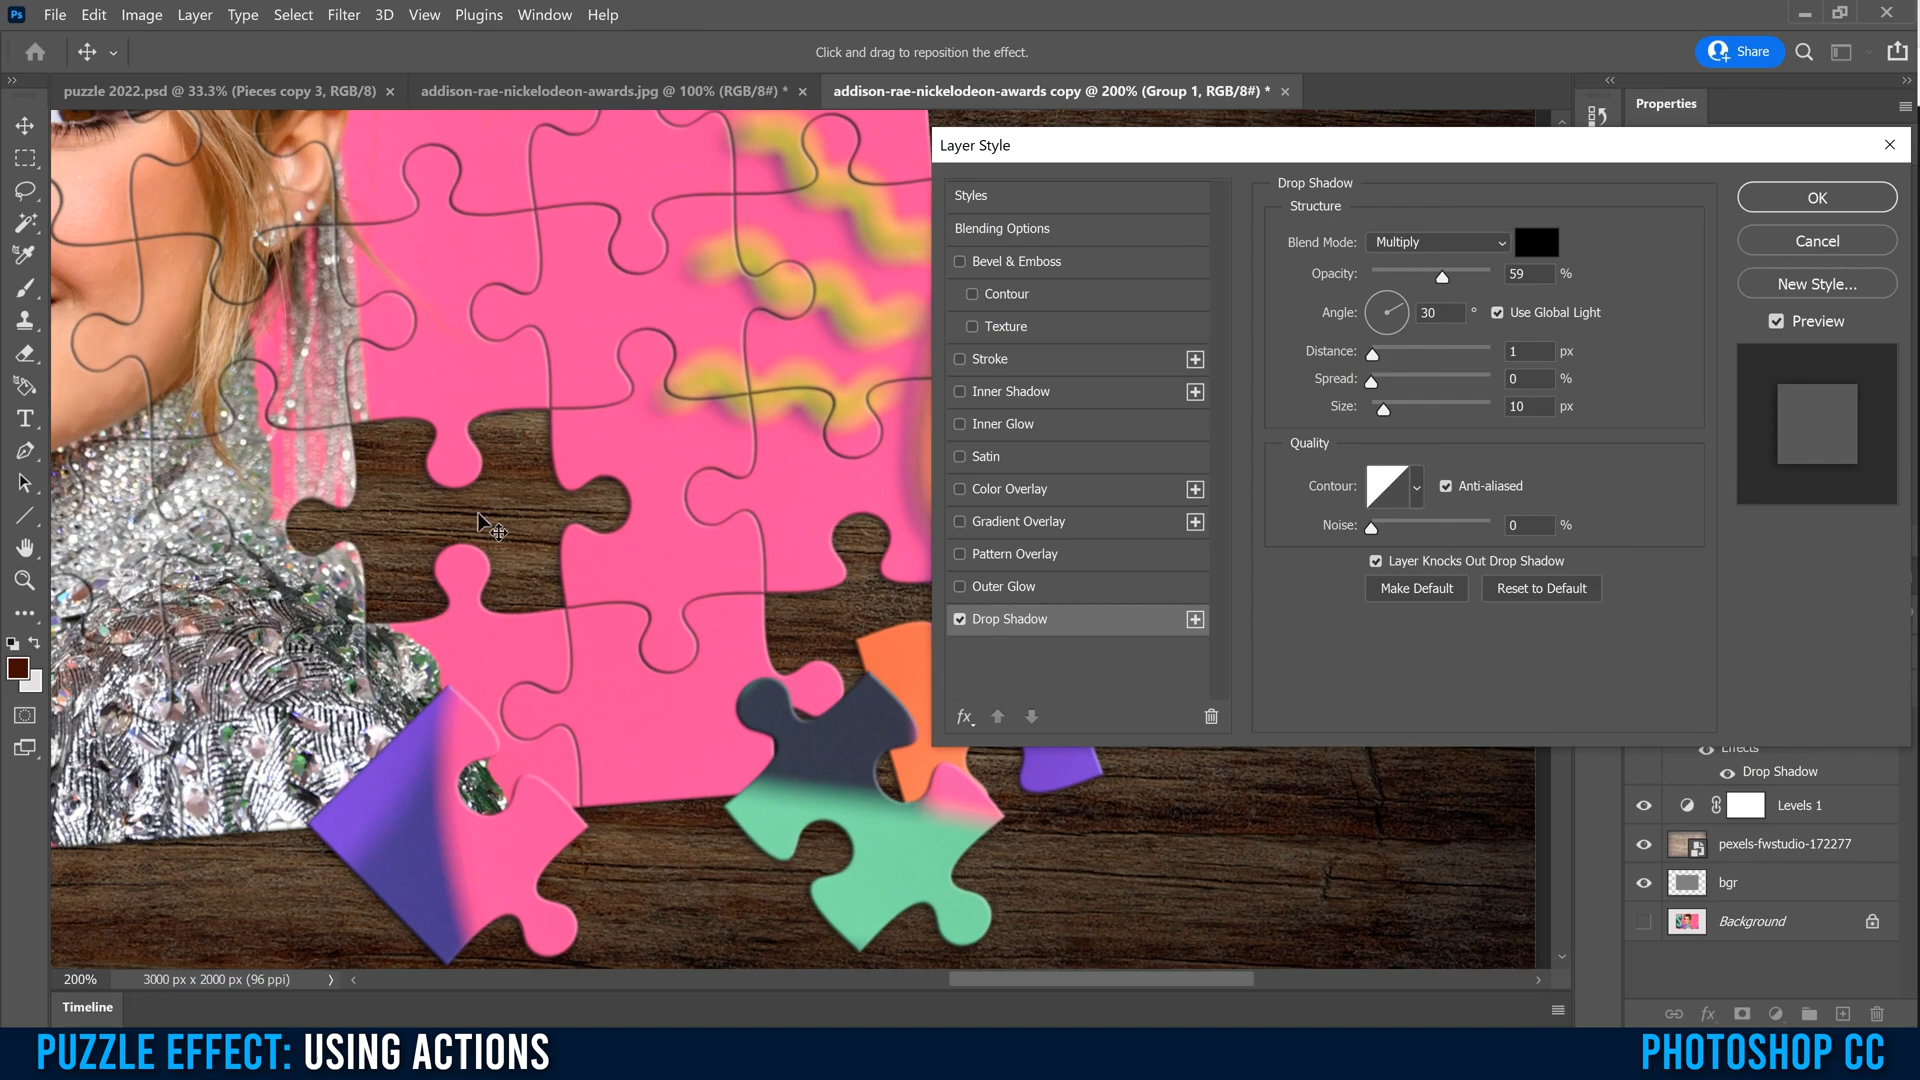 Ps File Edit Image Layer Type Select Filter 3D View Plugins Window Help
Click and drag to reposition the effect.
Share
puzzle 2022.psd @ 33.3% (Pieces copy 3, RGB/8)
addison-rae-nickelodeon-awards.jpg @ 100% (RGB/8#) *
addison-rae-nickelodeon-awards copy @ 200% (Group 1, RGB/8#) *
Properties
Layer Style
Styles
Blending Options
Bevel & Emboss
Contour
Texture
Stroke
Inner Shadow
Inner Glow
Satin
Color Overlay
Gradient Overlay
Pattern Overlay
Outer Glow
Drop Shadow
fx
Drop Shadow
Structure
Blend Mode: Multiply
Opacity: 59 %
Angle: 30 ° Use Global Light
Distance: 1 px
Spread: 0 %
Size: 10 px
Quality
Contour: Anti-aliased
Noise: 0 %
Layer Knocks Out Drop Shadow
Make Default Reset to Default
OK
Cancel
New Style...
Preview
Effects
Drop Shadow
Levels 1
pexels-fwstudio-172277
bgr
Background
fx
200% 3000 px x 2000 px (96 ppi)
Timeline
PUZZLE EFFECT: USING ACTIONS
PHOTOSHOP CC